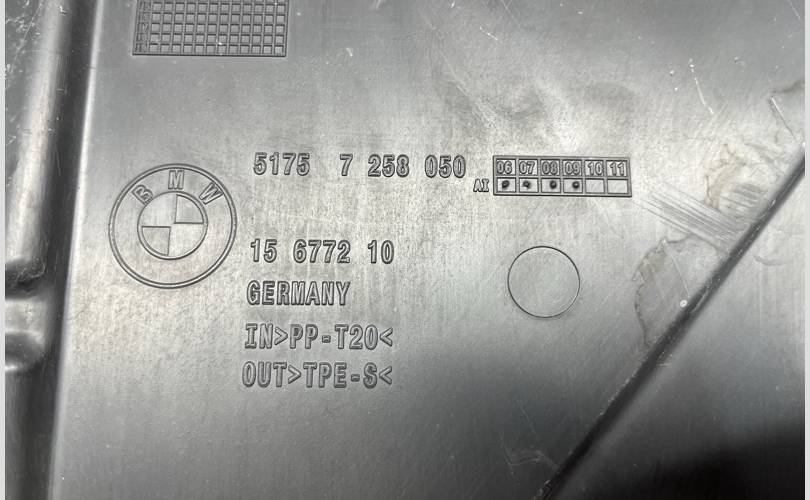 5175 7 258 050
AI 06 07 08 09 10 11
BMW
15 6772 10
GERMANY
IN>PP-T20<
OUT>TPE-S<